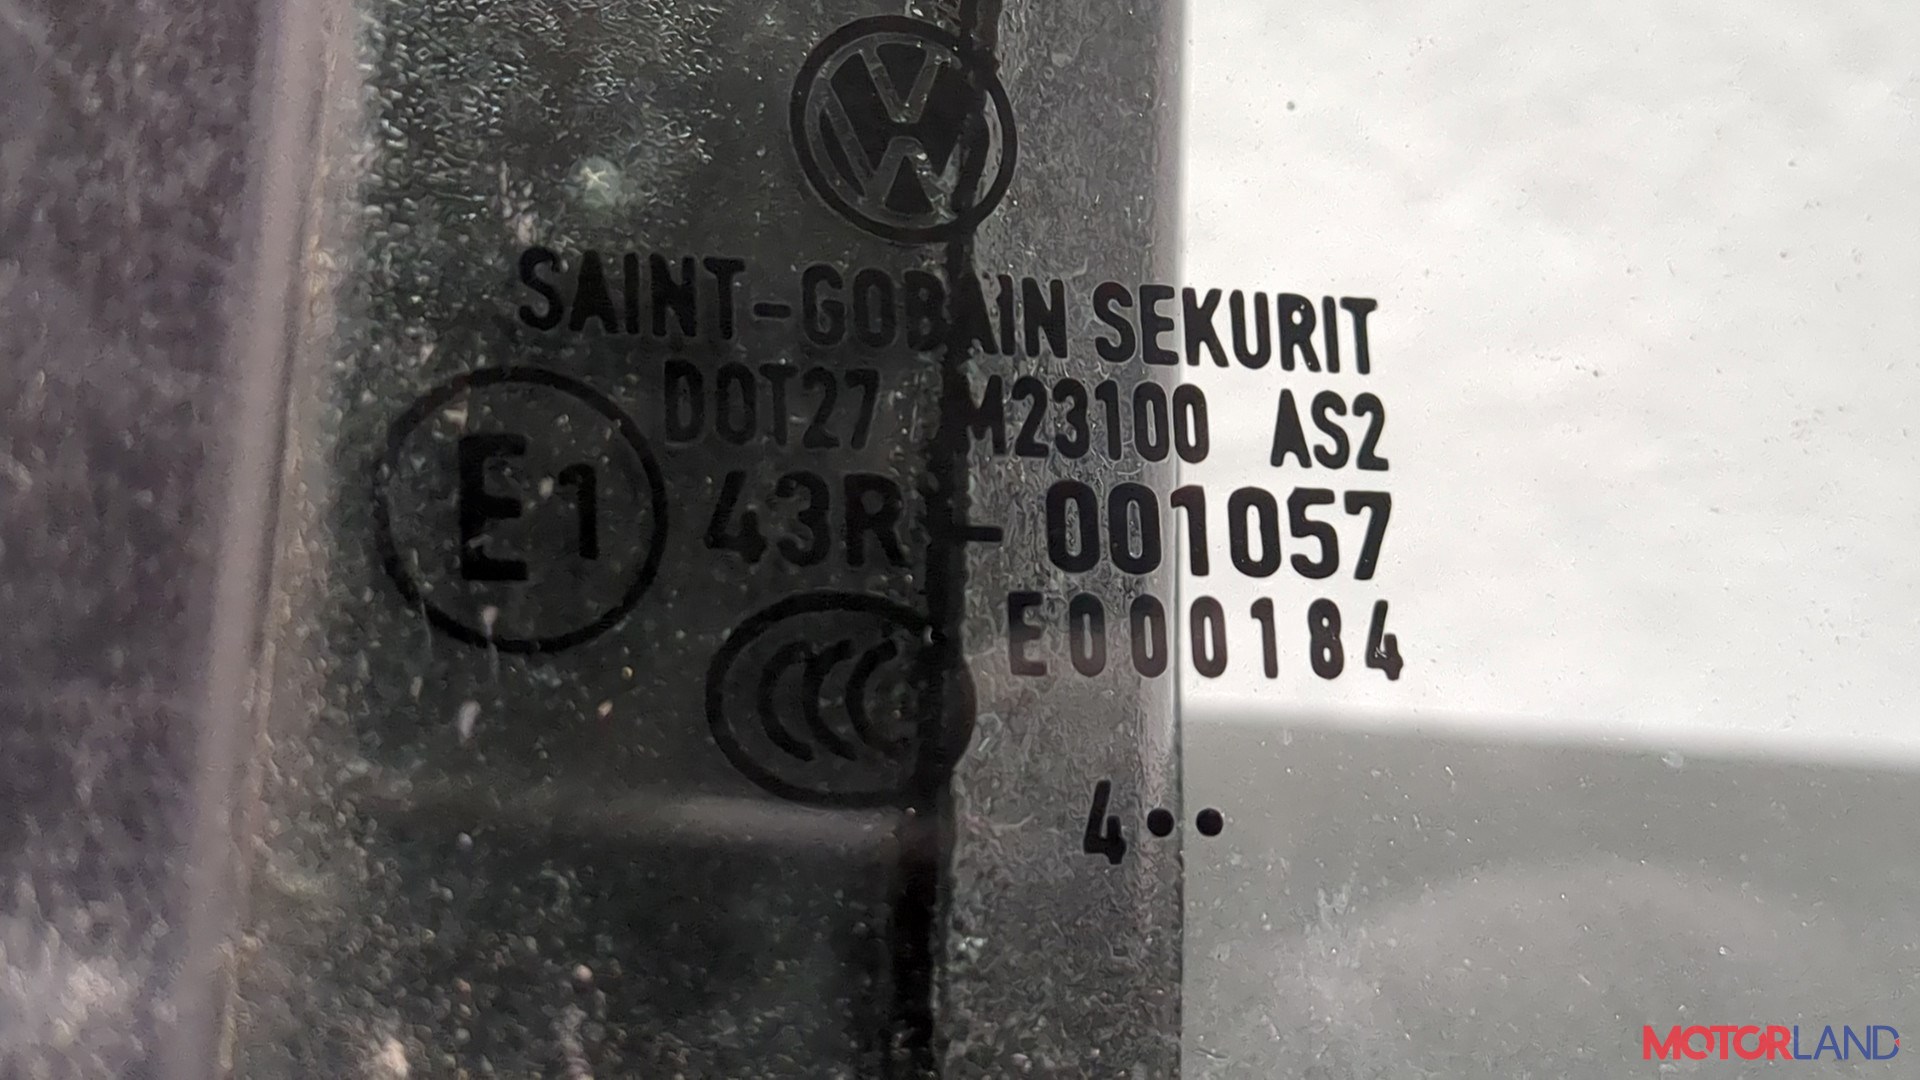 SAINT-GOBAIN SEKURIT
DOT27 M23100 AS2
E1 43R - 001057
E000184
4••
MOTORLAND